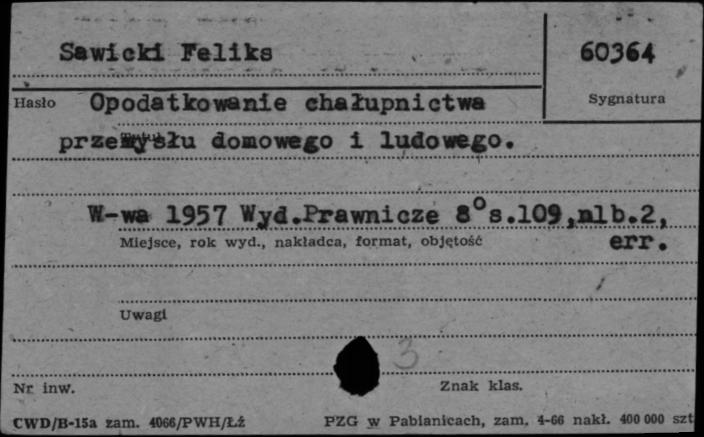 Sawicki Feliks 60364
Hasło Opodatkowanie chałupnictwa Sygnatura
przemysłu domowego i ludowego.
W-wa 1957 Wyd.Prawnicze 8° s.109,nlb.2,
Miejsce, rok wyd., nakładca, format, objętość err.
Uwagi
3
Nr inw. Znak klas.
CWD/B-15a zam. 4066/PWH/Łź PZG w Pabianicach, zam. 4-66 nakł. 400 000 szt